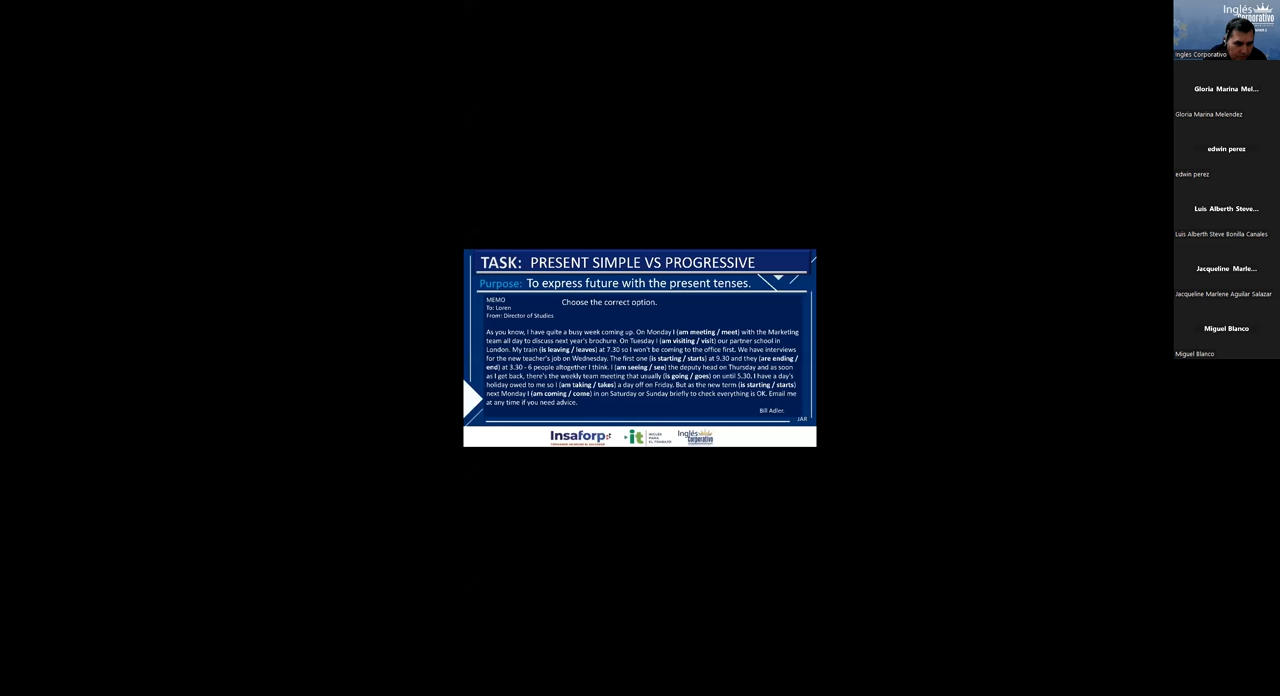 TASK: PRESENT SIMPLE VS PROGRESSIVE
Purpose: To express future with the present tenses.
MEMO
Choose the correct option.
To: Loren
From: Director of Studies
As you know, I have quite a busy week coming up. On Monday I (am meeting / meet) with the Marketing
team all day to discuss next year's brochure. On Tuesday I (am visiting / visit) our partner school in
London. My train (is leaving / leaves) at 7.30 so I won't be coming to the office first. We have interviews
for the new teacher's job on Wednesday. The first one (is starting / starts) at 9.30 and they (are ending /
end) at 3.30 - 6 people altogether I think. I (am seeing / see) the deputy head on Thursday and as soon
as I get back, there's the weekly team meeting that usually (is going / goes) on until 5.30. I have a day's
holiday owed to me so I (am taking / takes) a day off on Friday. But as the new term (is starting / starts)
next Monday I (am coming / come) in on Saturday or Sunday briefly to check everything is OK. Email me
at any time if you need advice.
Bill Adler.
JAR
Insaforp
it
INGLÉS
PARA
EL TRABAJO
Inglés
Corporativo
Inglés
Corporativo
Inglés Corporativo
Gloria Marina Mel...
Gloria Marina Melendez
edwin perez
edwin perez
Luis Alberth Steve...
Luis Alberth Steve Bonilla Canales
Jacqueline Marle...
Jacqueline Marlene Aguilar Salazar
Miguel Blanco
Miguel Blanco